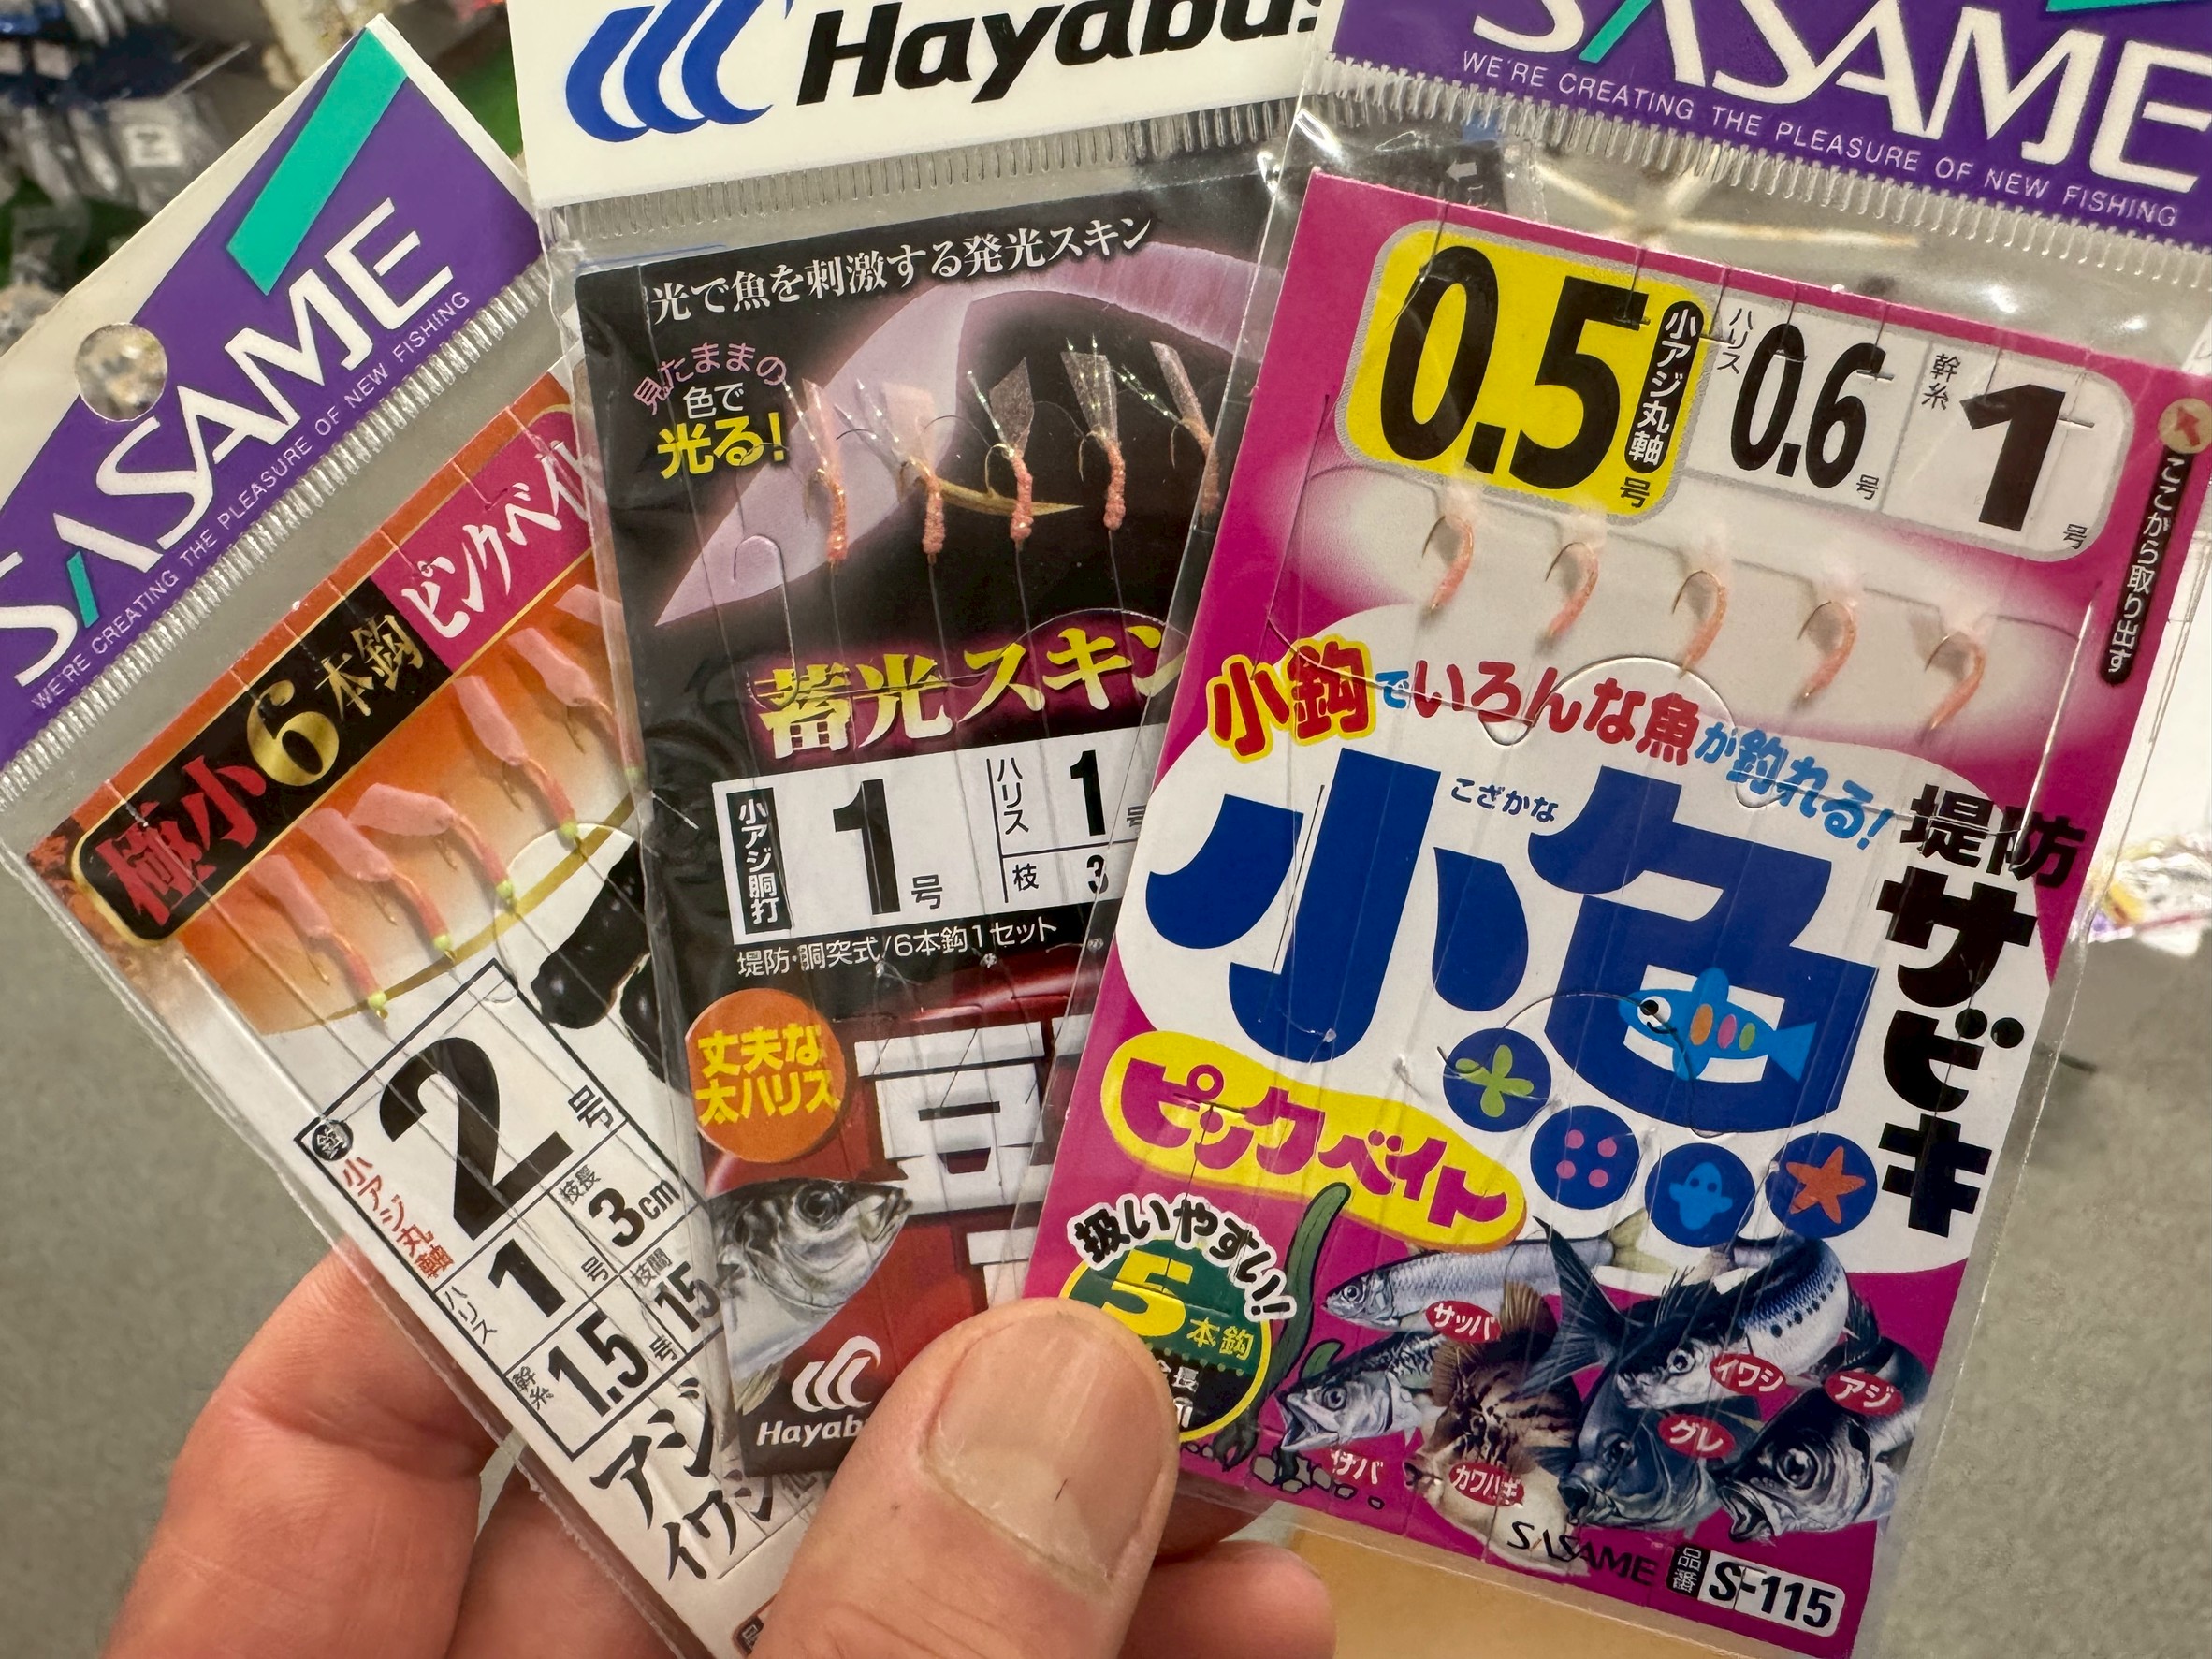 SASAME
WE'RE CREATING THE PLEASURE OF NEW FISHING
極小6本鈎
ピンクベイ
2号
鈎
小アジ丸軸
ハリス
1号
枝長
3cm
幹糸
1.5号
枝間
15
アジ
イワシ
光で魚を刺激する発光スキン
見たままの
色で
光る!
蓄光スキン
小アジ胴打
1号
ハリス
1号
枝
3
堤防・胴突式/6本鈎1セット
丈夫な
太ハリス
豆
Hayab
SASAME
WE'RE CREATING THE PLEASURE OF NEW FISHING
0.5号
小アジ丸軸
ハリス
0.6号
幹糸
1号
ここから取り出す
小鈎でいろんな魚が釣れる!
こざかな
小魚
堤防
サビキ
ピンクベイト
扱いやすい!
5本鈎
サッパ
イワシ
アジ
グレ
サバ
カワハギ
SASAME
品番
S-115